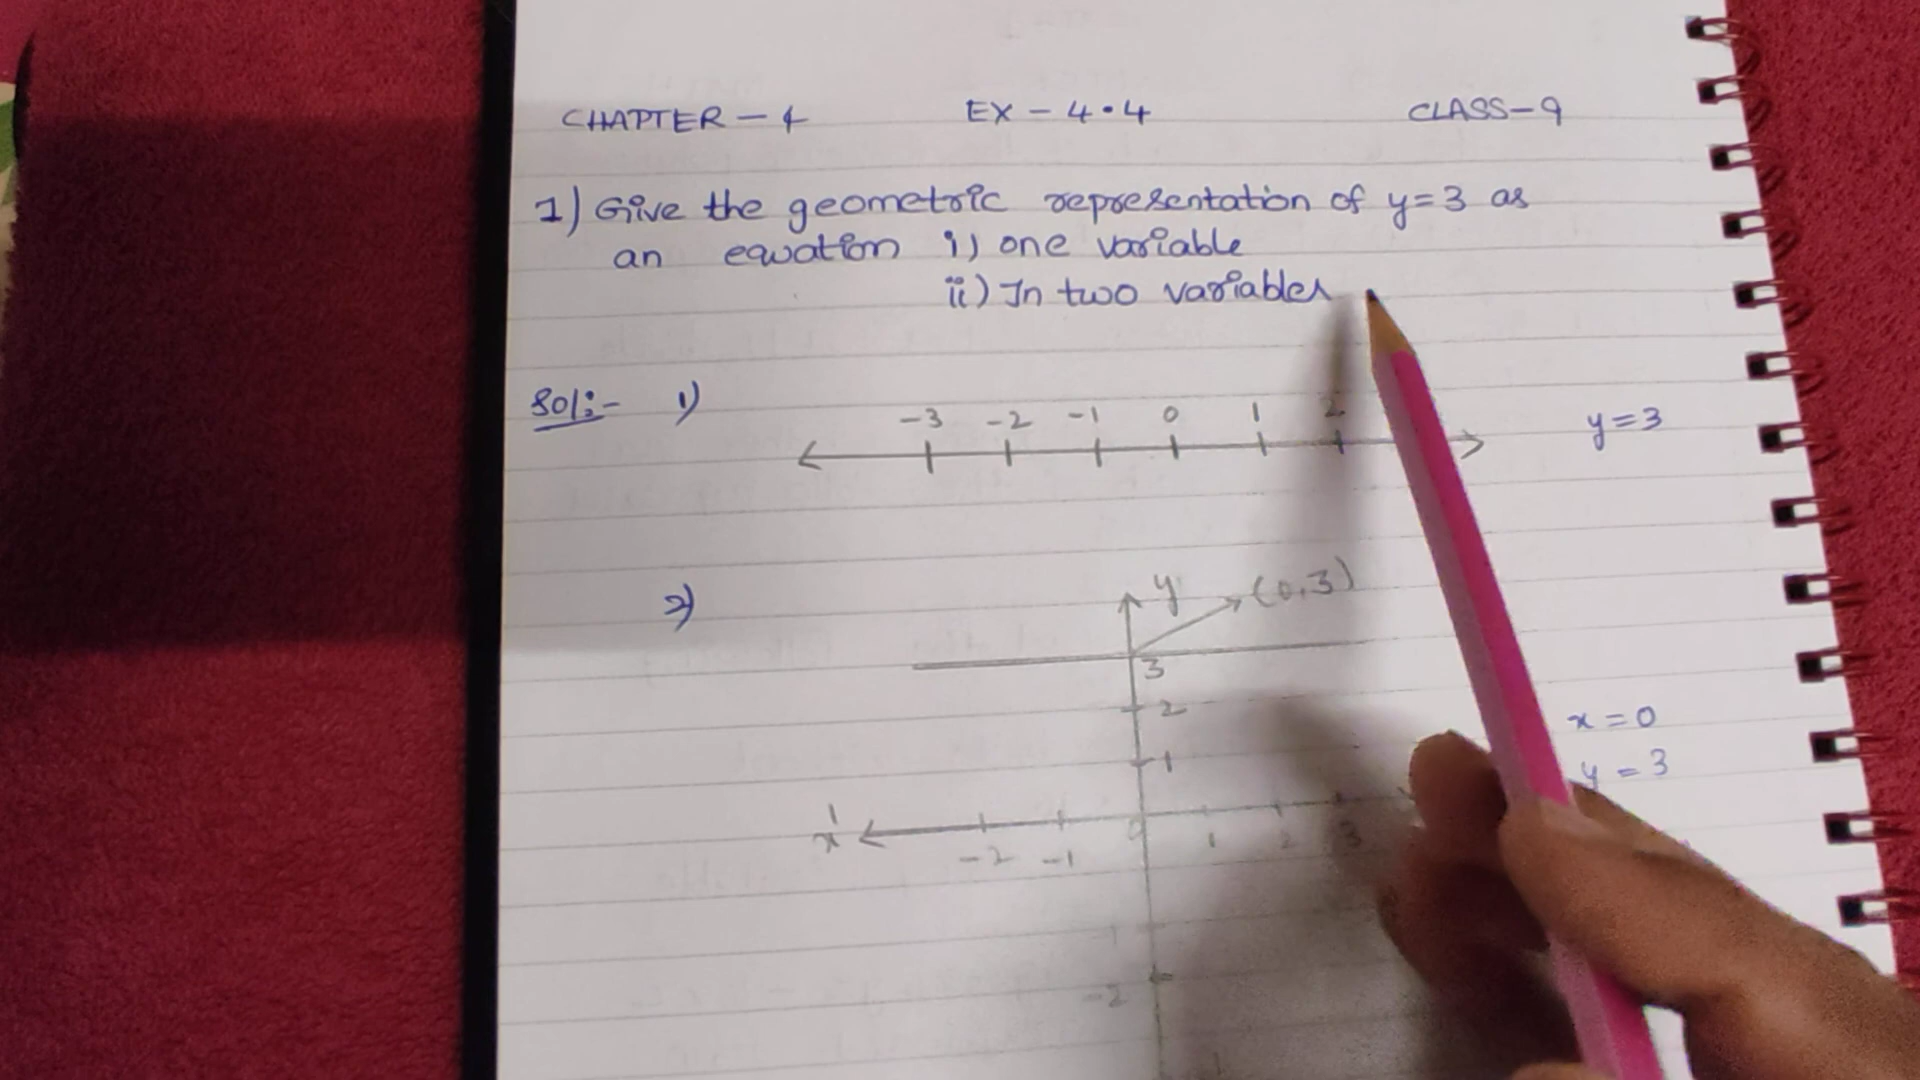 CHAPTER - 4 EX - 4.4 CLASS-9
1) Give the geometric representation of y=3 as
an equation i) one variable
ii) In two variables
Sol:- 1)
-3 -2 -1 0 1 2
y=3
2)
y (0,3)
3
2
x = 0
1
y = 3
x'
-2 -1 0 1 2 3
-2